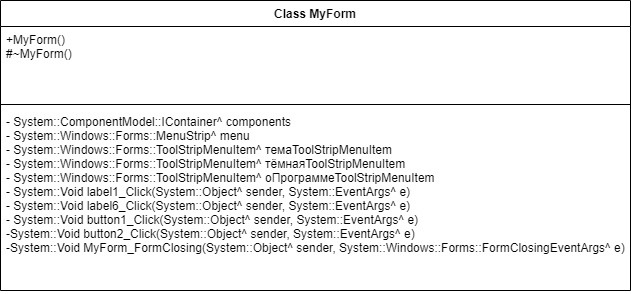 Class MyForm
+MyForm()
#~MyForm()
- System::ComponentModel::IContainer^ components
- System::Windows::Forms::MenuStrip^ menu
- System::Windows::Forms::ToolStripMenuItem^ темаToolStripMenuItem
- System::Windows::Forms::ToolStripMenuItem^ тёмнаяToolStripMenuItem
- System::Windows::Forms::ToolStripMenuItem^ оПрограммеToolStripMenuItem
- System::Void label1_Click(System::Object^ sender, System::EventArgs^ e)
- System::Void label6_Click(System::Object^ sender, System::EventArgs^ e)
- System::Void button1_Click(System::Object^ sender, System::EventArgs^ e)
-System::Void button2_Click(System::Object^ sender, System::EventArgs^ e)
-System::Void MyForm_FormClosing(System::Object^ sender, System::Windows::Forms::FormClosingEventArgs^ e)